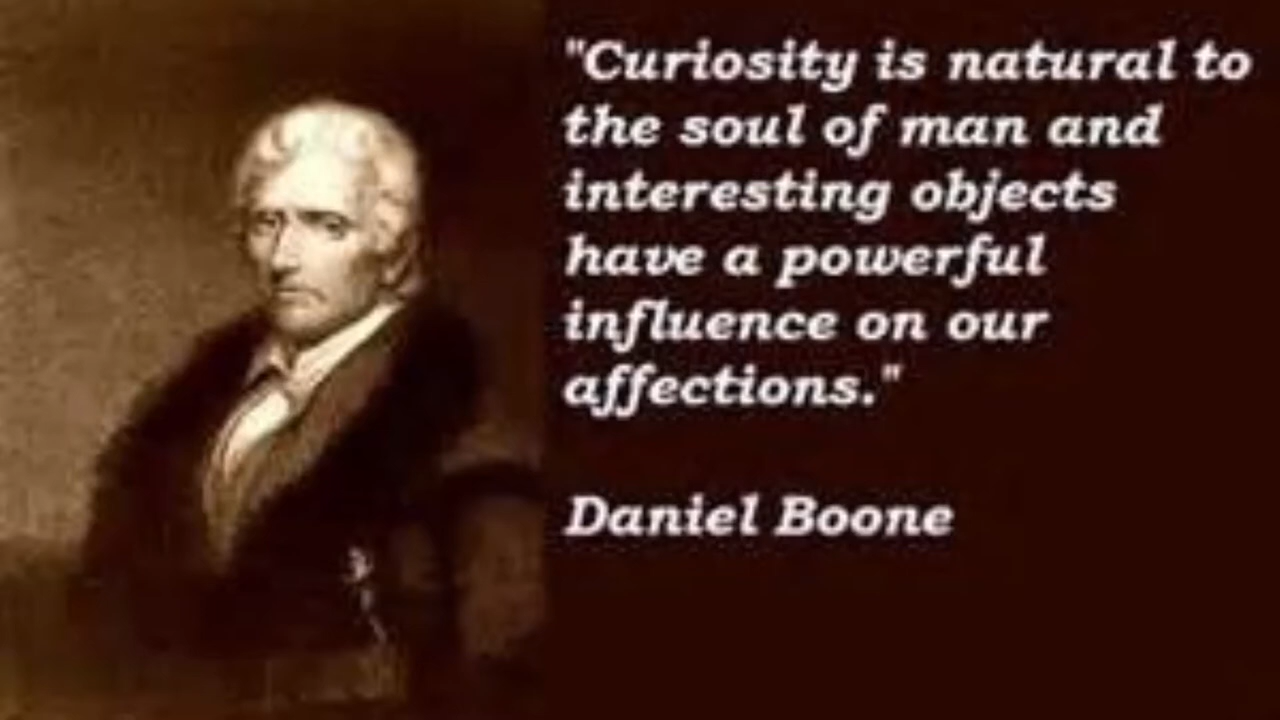 "Curiosity is natural to
the soul of man and
interesting objects
have a powerful
influence on our
affections."
Daniel Boone